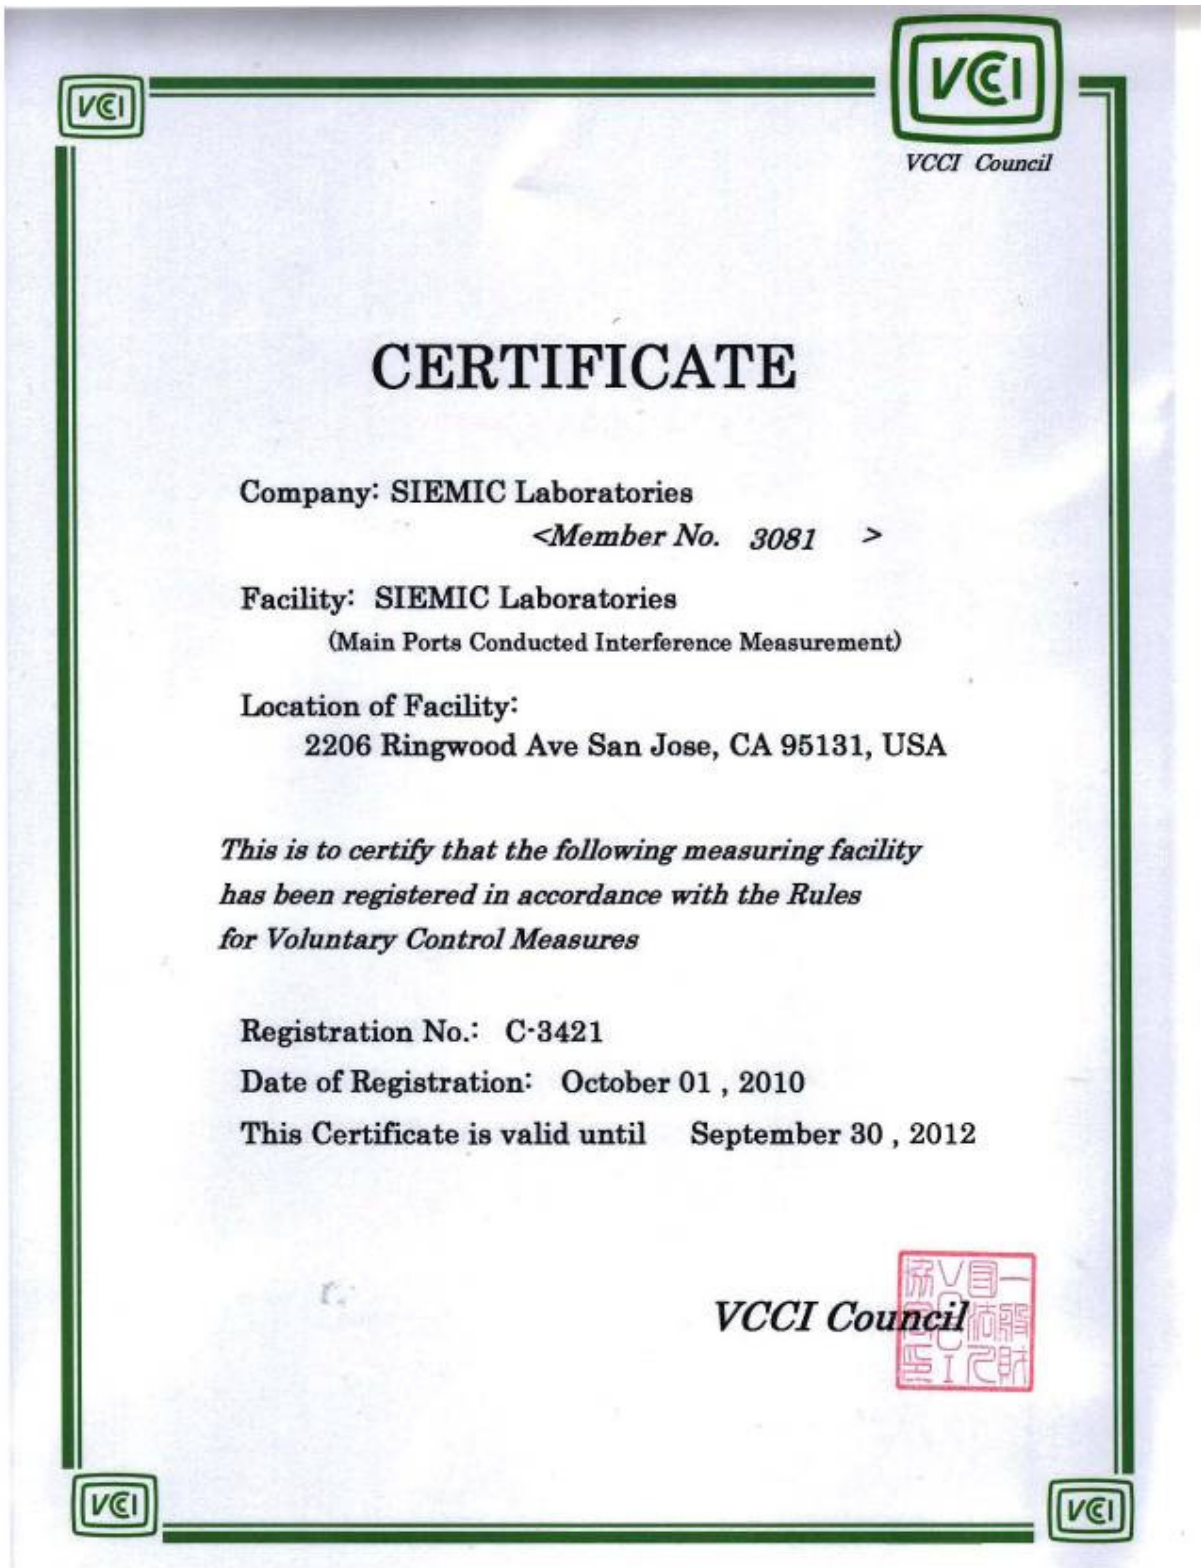 VCCI
VCCI
VCCI Council
CERTIFICATE
Company: SIEMIC Laboratories
<Member No. 3081 >
Facility: SIEMIC Laboratories
(Main Ports Conducted Interference Measurement)
Location of Facility:
2206 Ringwood Ave San Jose, CA 95131, USA
This is to certify that the following measuring facility
has been registered in accordance with the Rules
for Voluntary Control Measures
Registration No.: C-3421
Date of Registration: October 01 , 2010
This Certificate is valid until September 30 , 2012
VCCI Council
VCCI
VCCI
VCCI